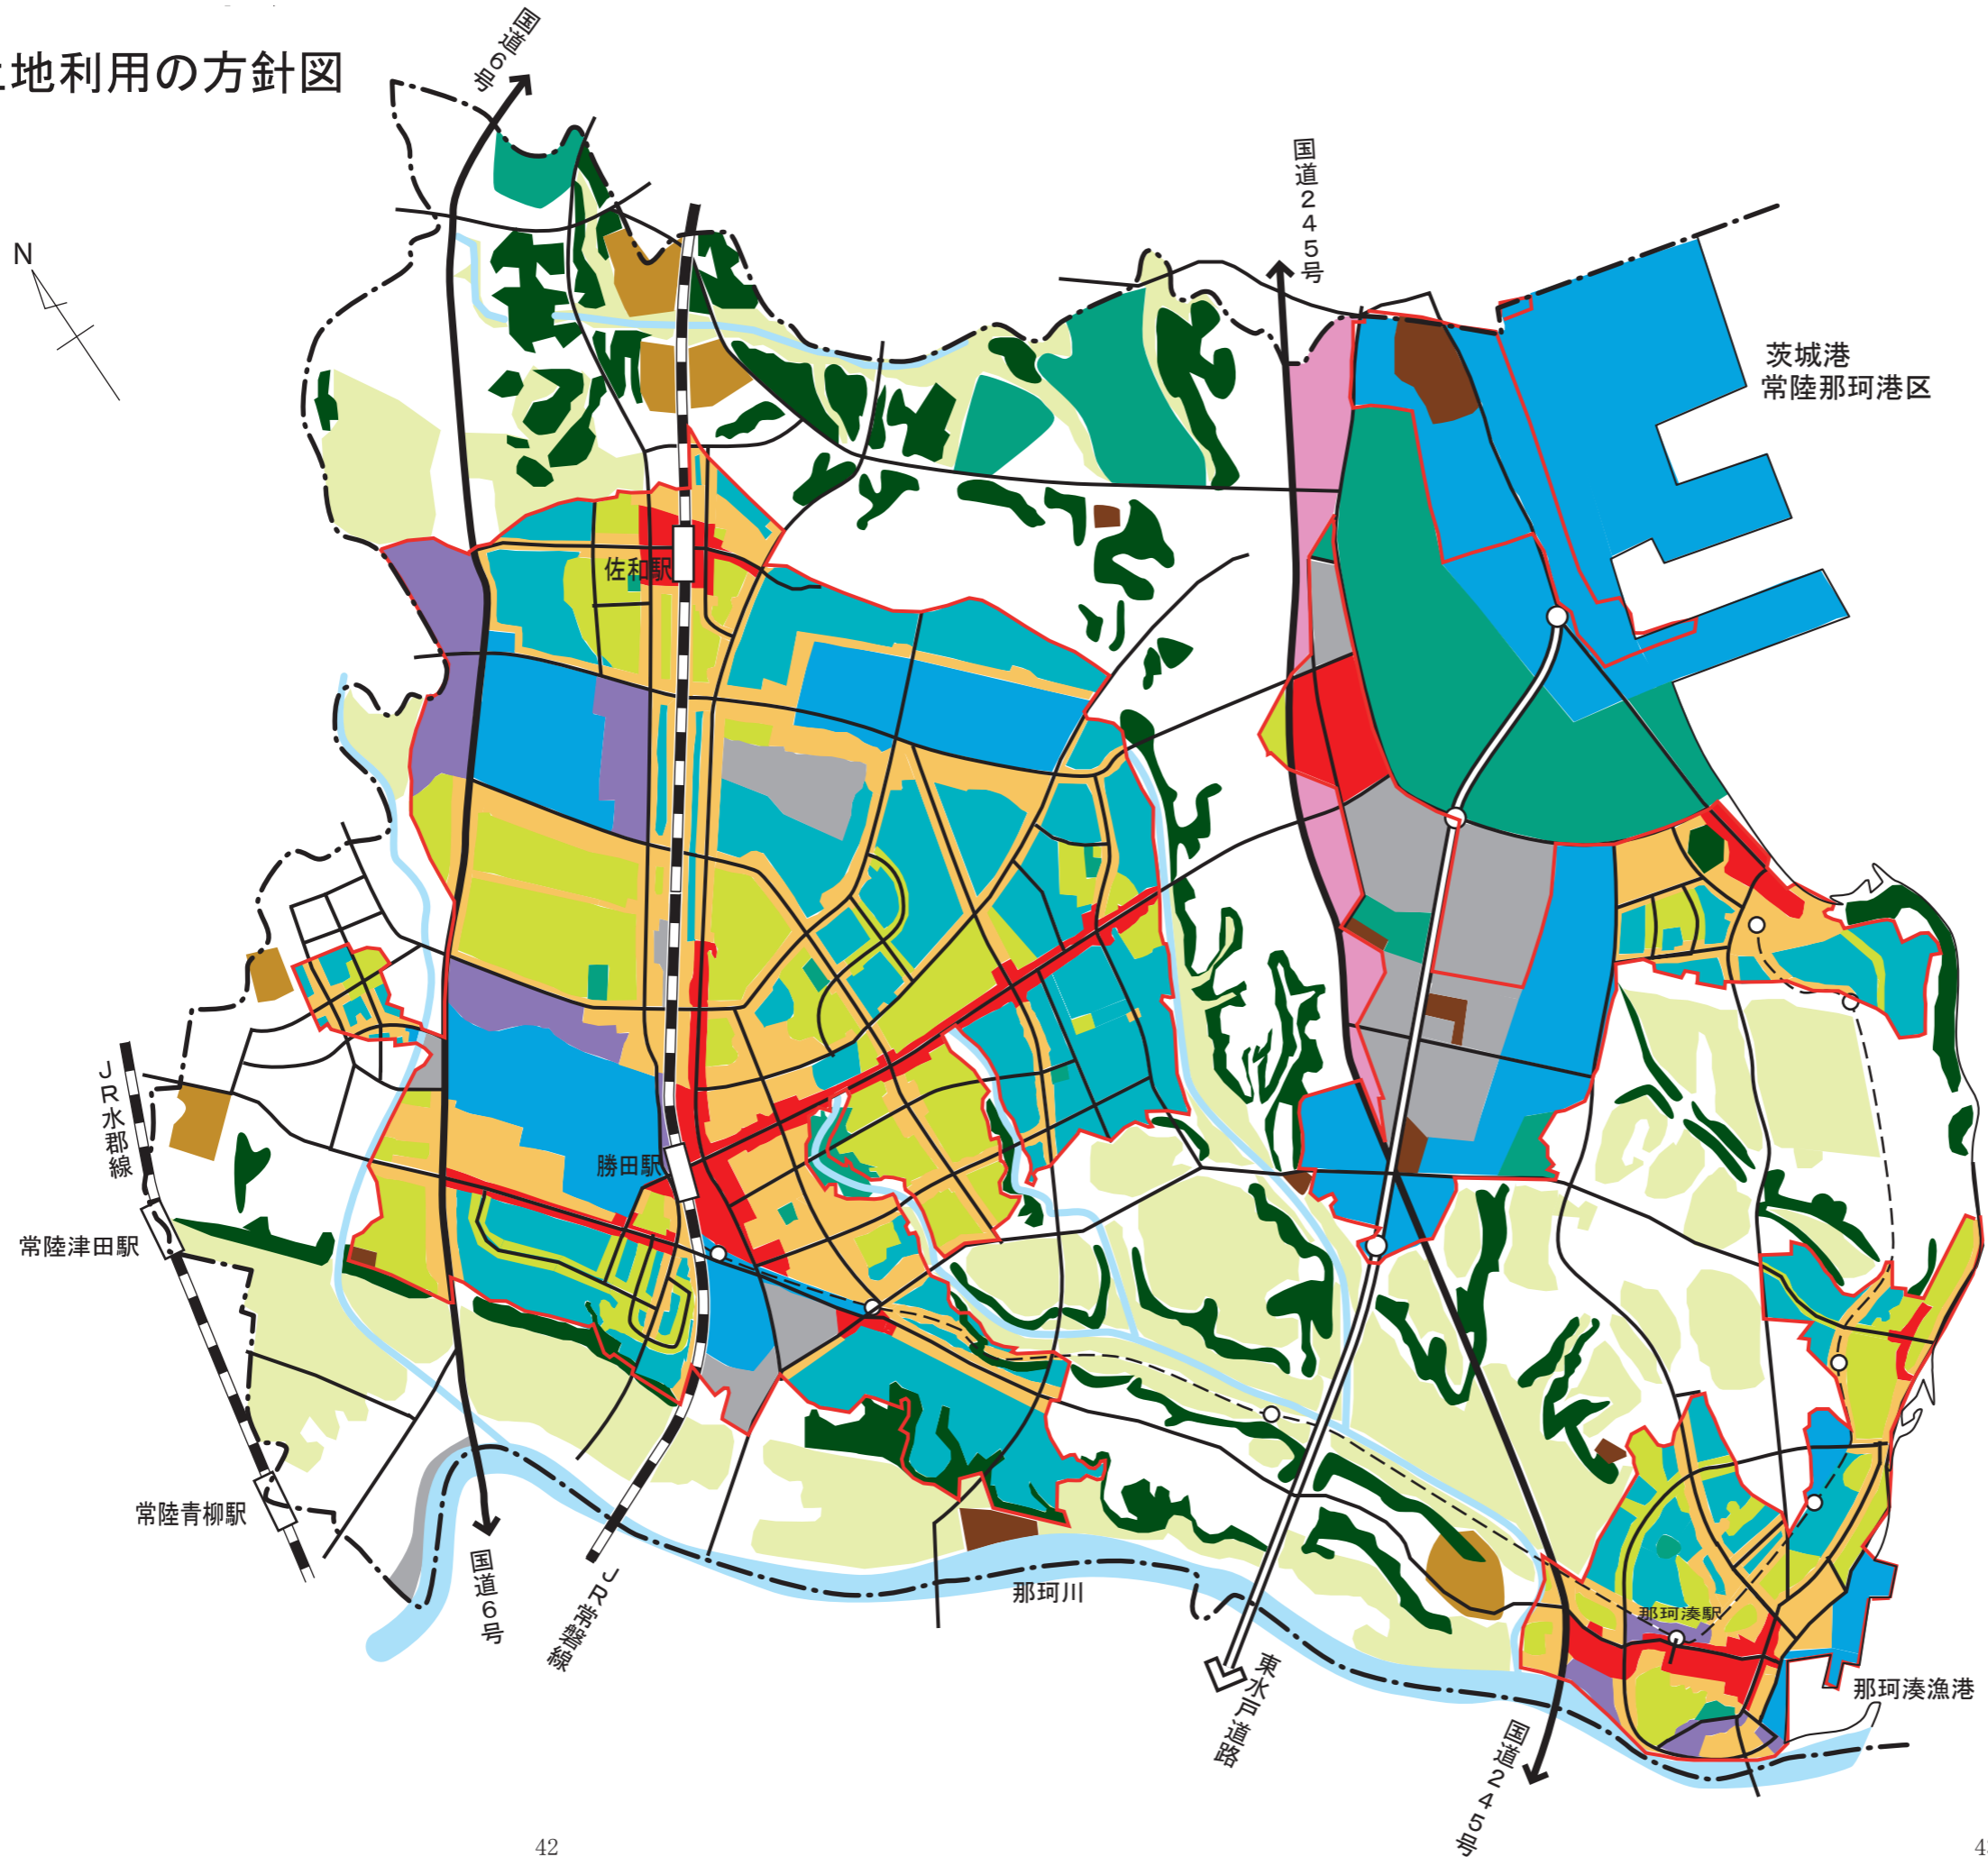 地利用の方針図
国道6号
国道245号
N
茨城港
常陸那珂港区
佐和駅
JR水郡線
勝田駅
常陸津田駅
常陸青柳駅
国道6号
JR常磐線
那珂川
東水戸道路
那珂湊駅
那珂湊漁港
国道245号
42